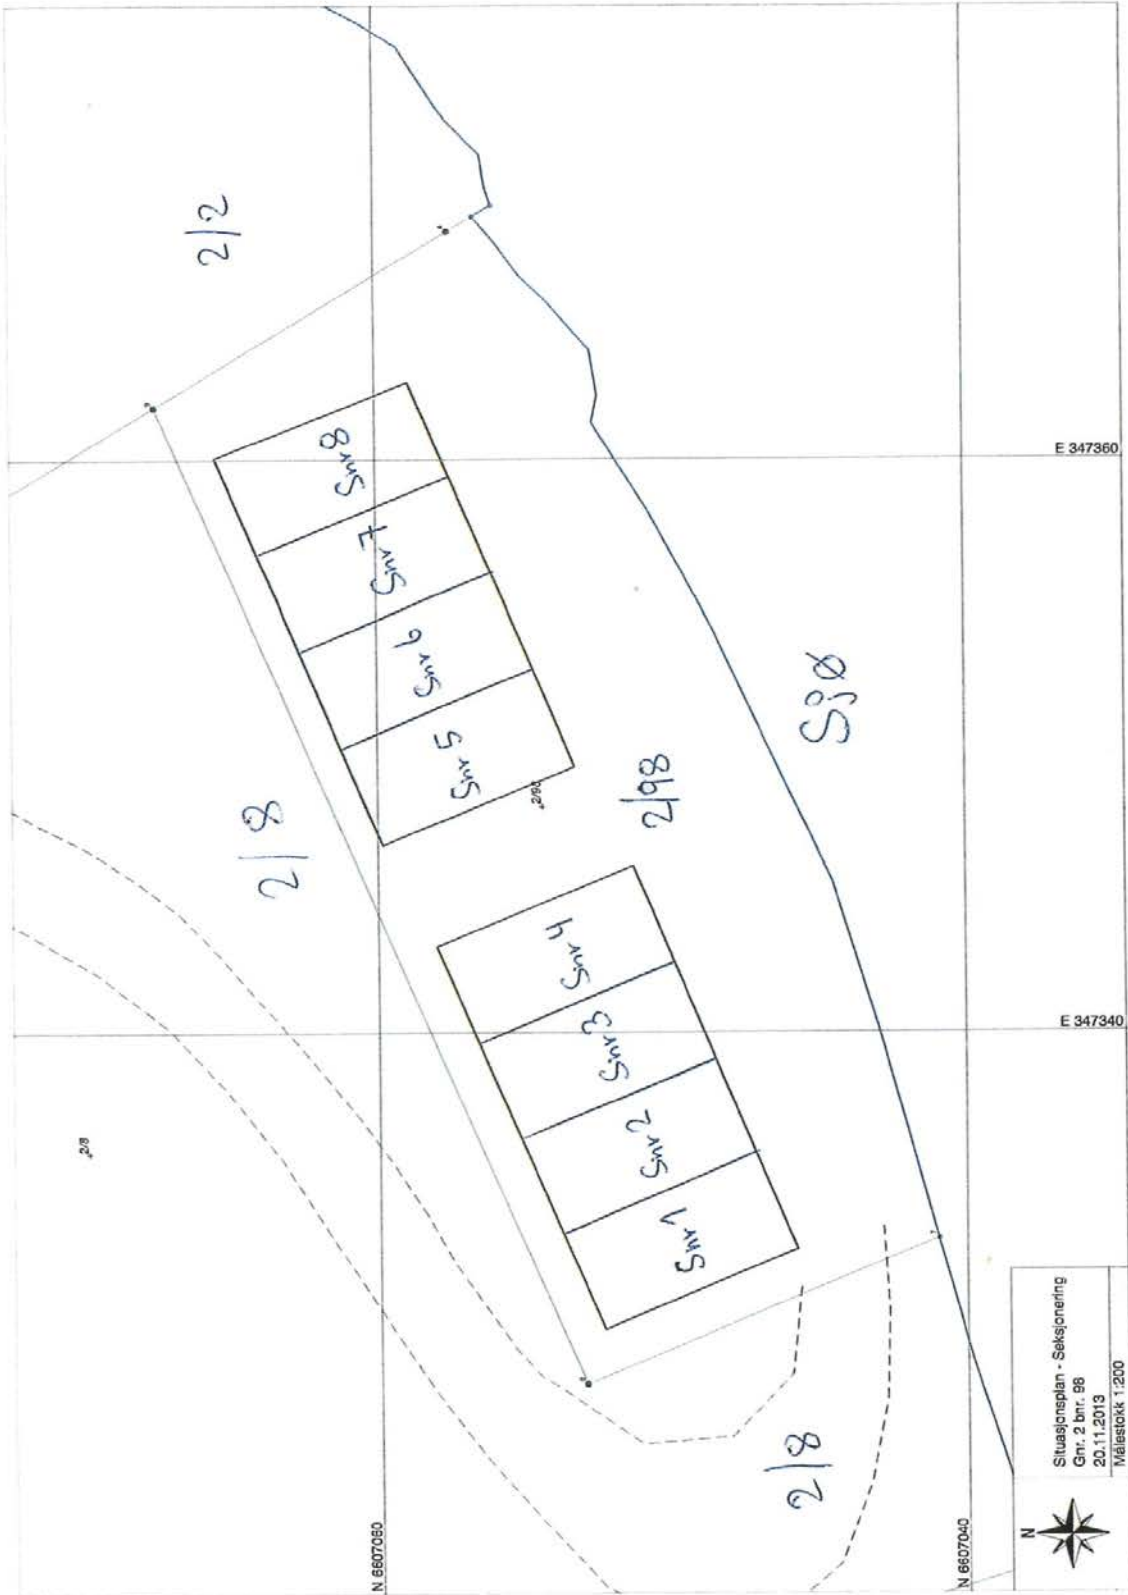 2/2
2/8
Snr 8
Snr 7
Snr 6
Snr 5
2/98
2/98
Snr 4
Snr 3
Snr 2
Snr 1
Sjø
2/8
2/8
E 347360
E 347340
N 6607060
N 6607040
N
Situasjonsplan - Seksjonering
Gnr. 2 bnr. 98
20.11.2013
Målestokk 1:200